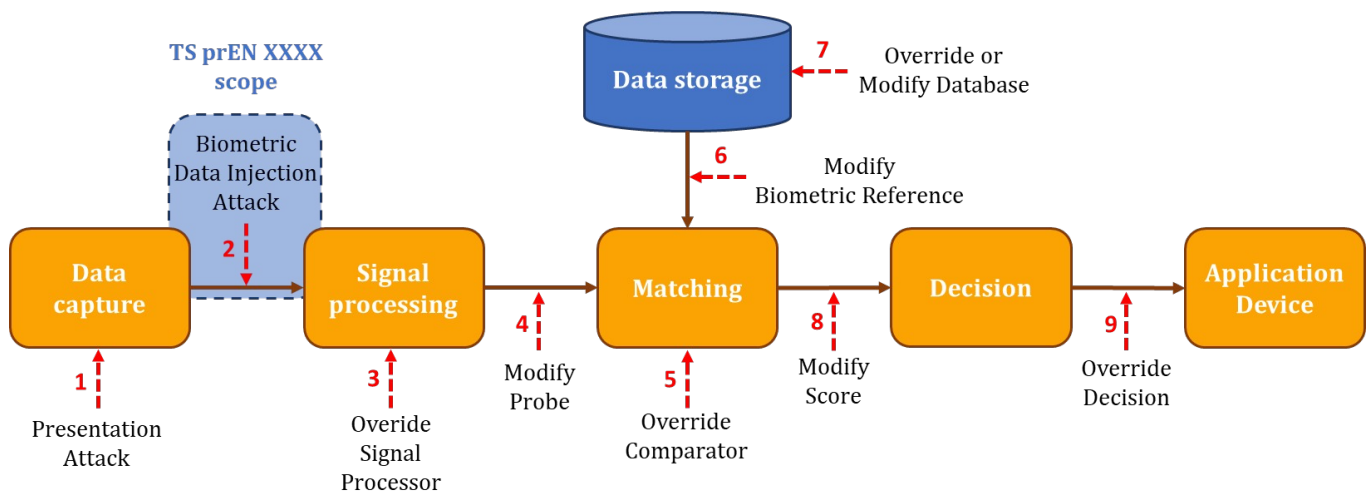 TS prEN XXXX
scope
Biometric
Data Injection
Attack
2
Data storage
7
Override or
Modify Database
6
Modify
Biometric Reference
Data
capture
Signal
processing
Matching
Decision
Application
Device
1
Presentation
Attack
3
Overide
Signal
Processor
4
Modify
Probe
5
Override
Comparator
8
Modify
Score
9
Override
Decision